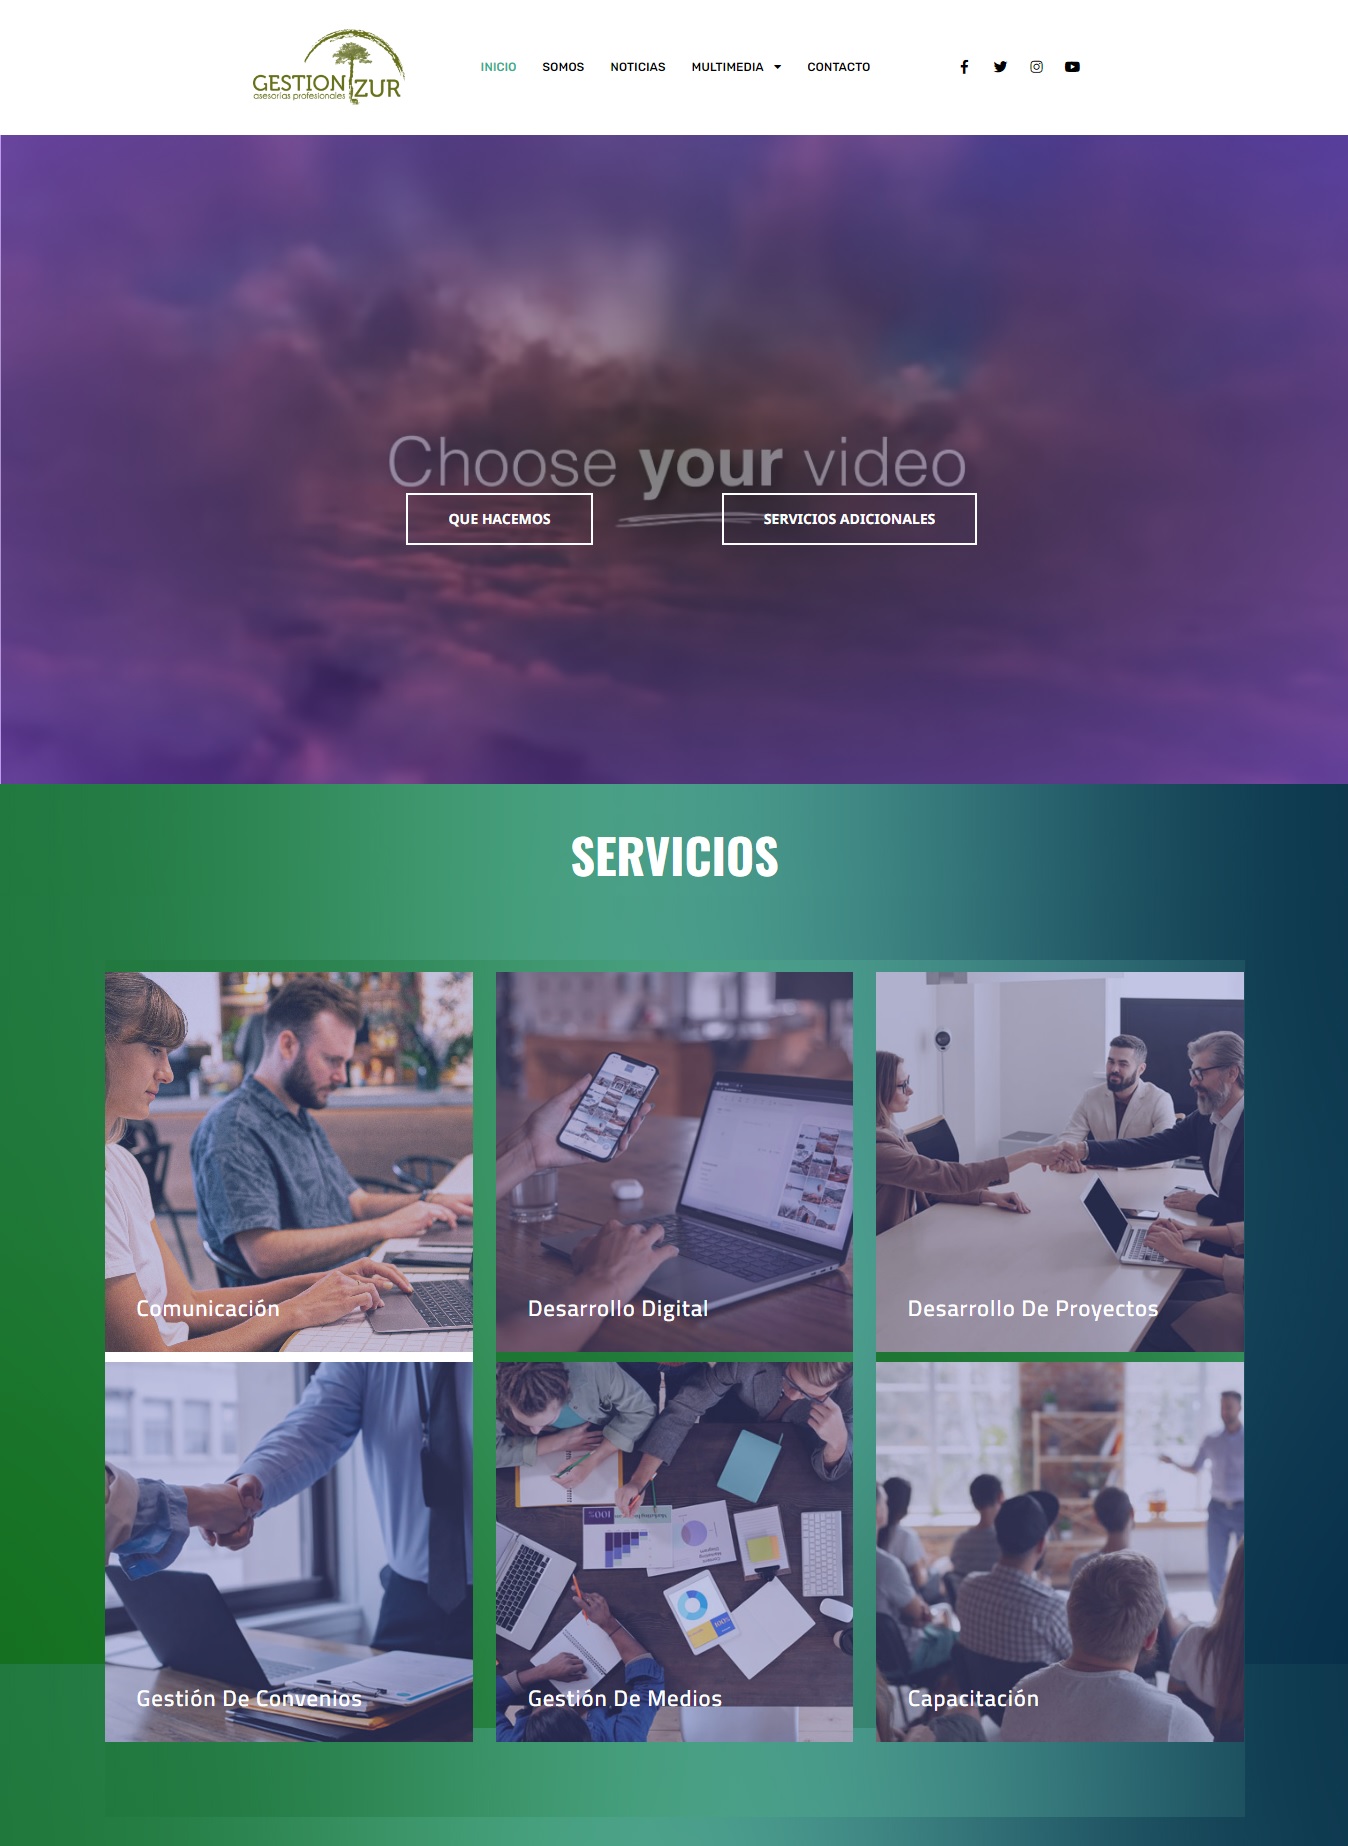 GESTION ZUR
asesorías profesionales
INICIO SOMOS NOTICIAS MULTIMEDIA CONTACTO
Choose your video
QUE HACEMOS SERVICIOS ADICIONALES
SERVICIOS
Comunicación Desarrollo Digital Desarrollo De Proyectos
100%
Gestión De Convenios Gestión De Medios Capacitación